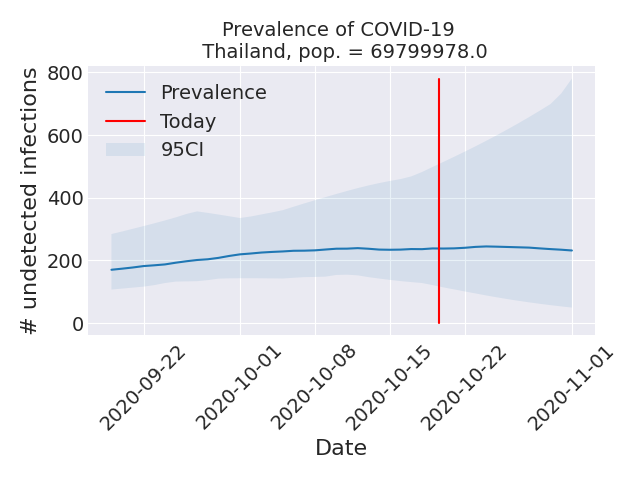 Prevalence of COVID-19
Thailand, pop. = 69799978.0
800
600
400
200
0
# undetected infections
Prevalence
Today
95CI
2020-09-22
2020-10-01
2020-10-08
2020-10-15
2020-10-22
2020-11-01
Date